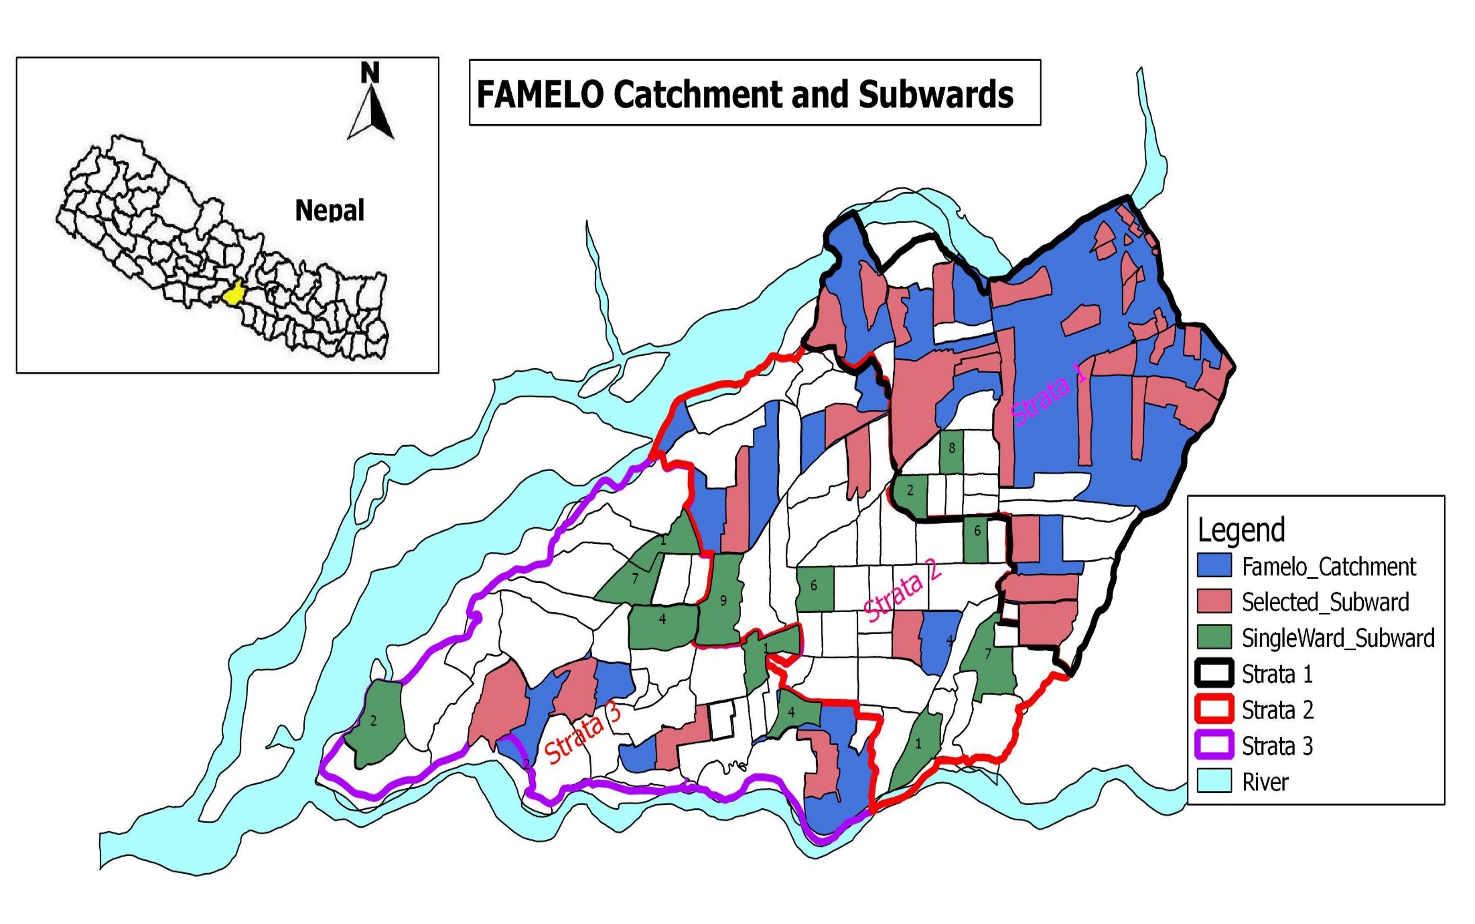 FAMELO Catchment and Subwards
N
Nepal
Strata 1
8
2
6
1
7
9
6
Strata 2
4
4
1
7
2
4
Strata 3
1
2
Legend
Famelo_Catchment
Selected_Subward
SingleWard_Subward
Strata 1
Strata 2
Strata 3
River